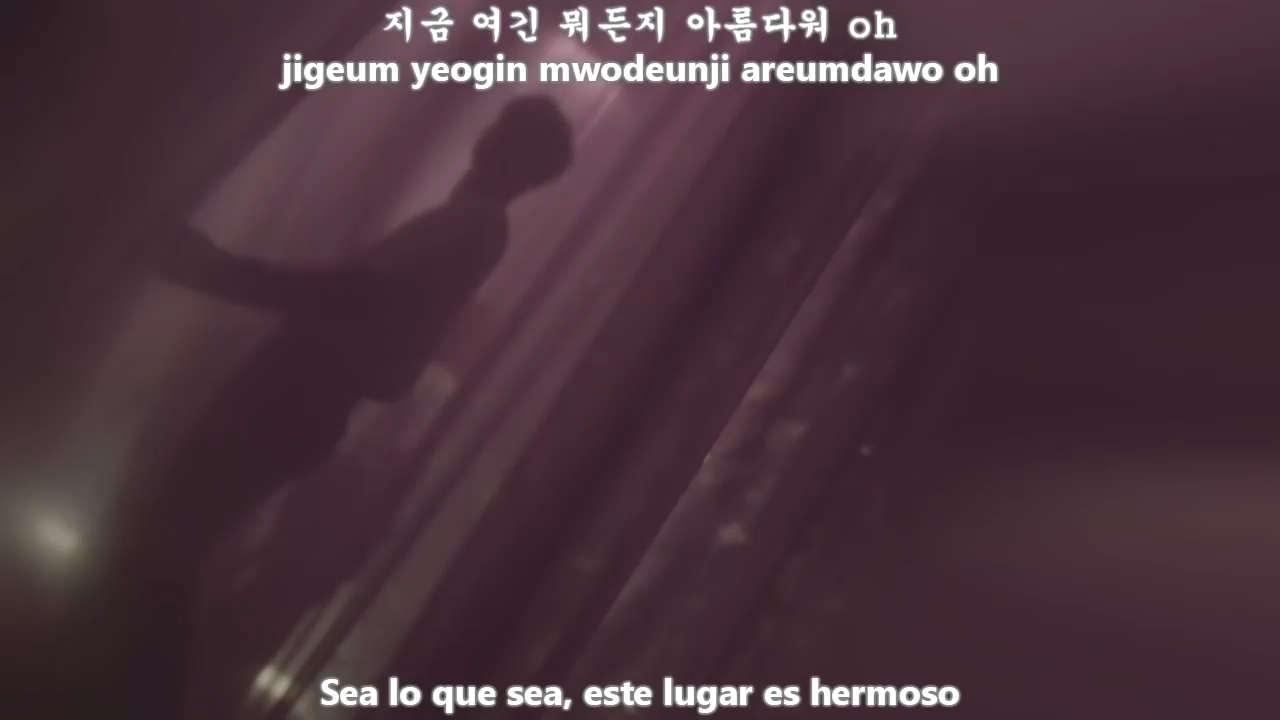 지금 여긴 뭐든지 아름다워 oh
jigeum yeogin mwodeunji areumdawo oh
Sea lo que sea, este lugar es hermoso